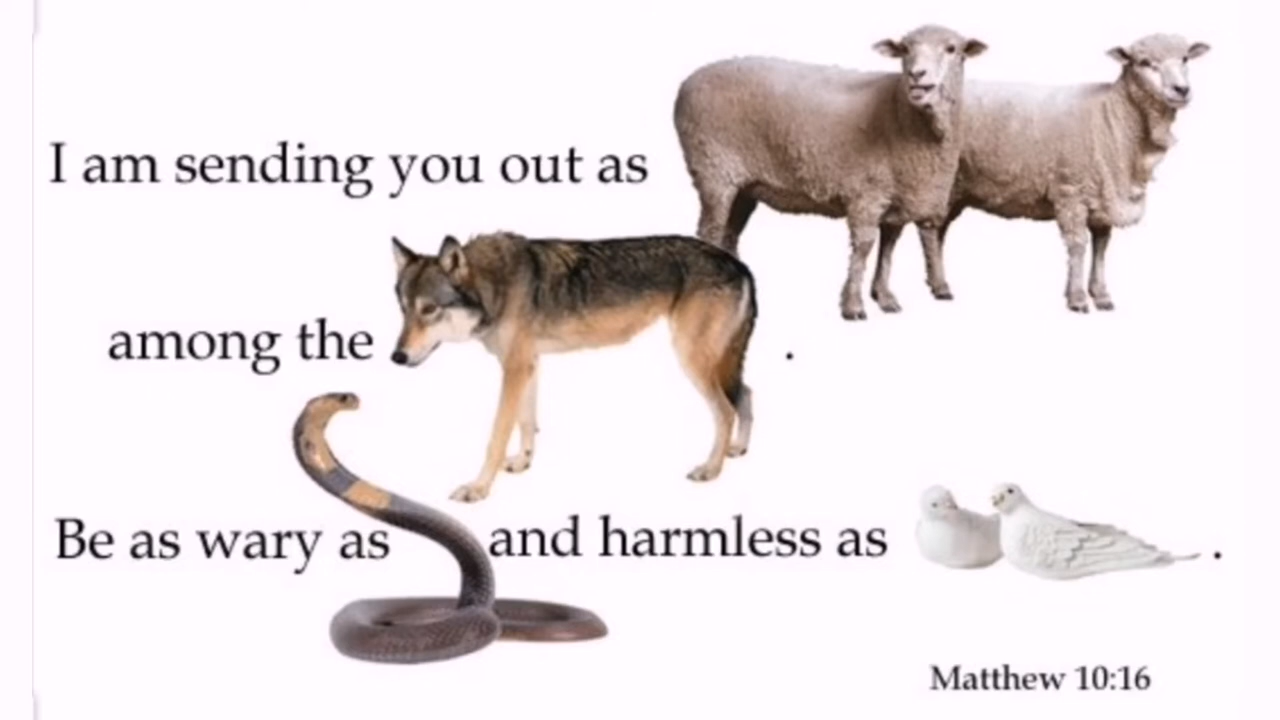 I am sending you out as
among the .
Be as wary as and harmless as .
Matthew 10:16